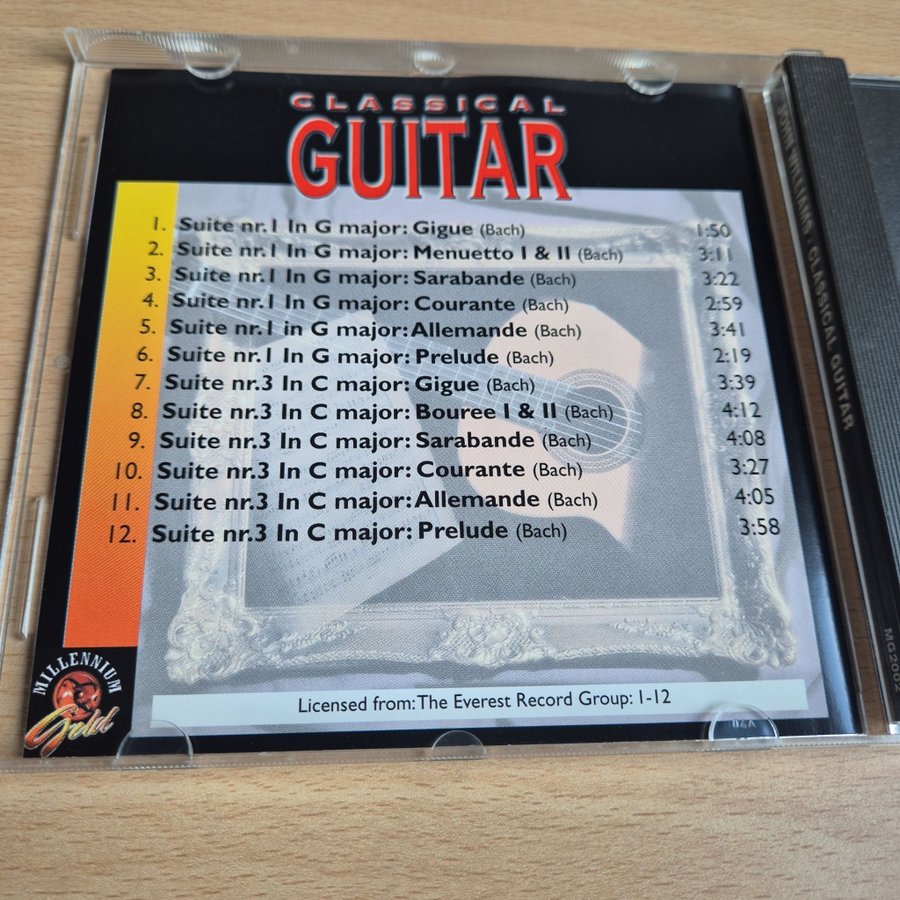 CLASSICAL
GUITAR
1. Suite nr.1 In G major: Gigue (Bach) 1:50
2. Suite nr.1 In G major: Menuetto I & II (Bach) 3:11
3. Suite nr.1 In G major: Sarabande (Bach) 3:22
4. Suite nr.1 In G major: Courante (Bach) 2:59
5. Suite nr.1 in G major: Allemande (Bach) 3:41
6. Suite nr.1 In G major: Prelude (Bach) 2:19
7. Suite nr.3 In C major: Gigue (Bach) 3:39
8. Suite nr.3 In C major: Bouree I & II (Bach) 4:12
9. Suite nr.3 In C major: Sarabande (Bach) 4:08
10. Suite nr.3 In C major: Courante (Bach) 3:27
11. Suite nr.3 In C major: Allemande (Bach) 4:05
12. Suite nr.3 In C major: Prelude (Bach) 3:58
Licensed from: The Everest Record Group: 1-12
MILLENNIUM
Gold
JOHN WILLIAMS · CLASSICAL GUITAR
MG2002